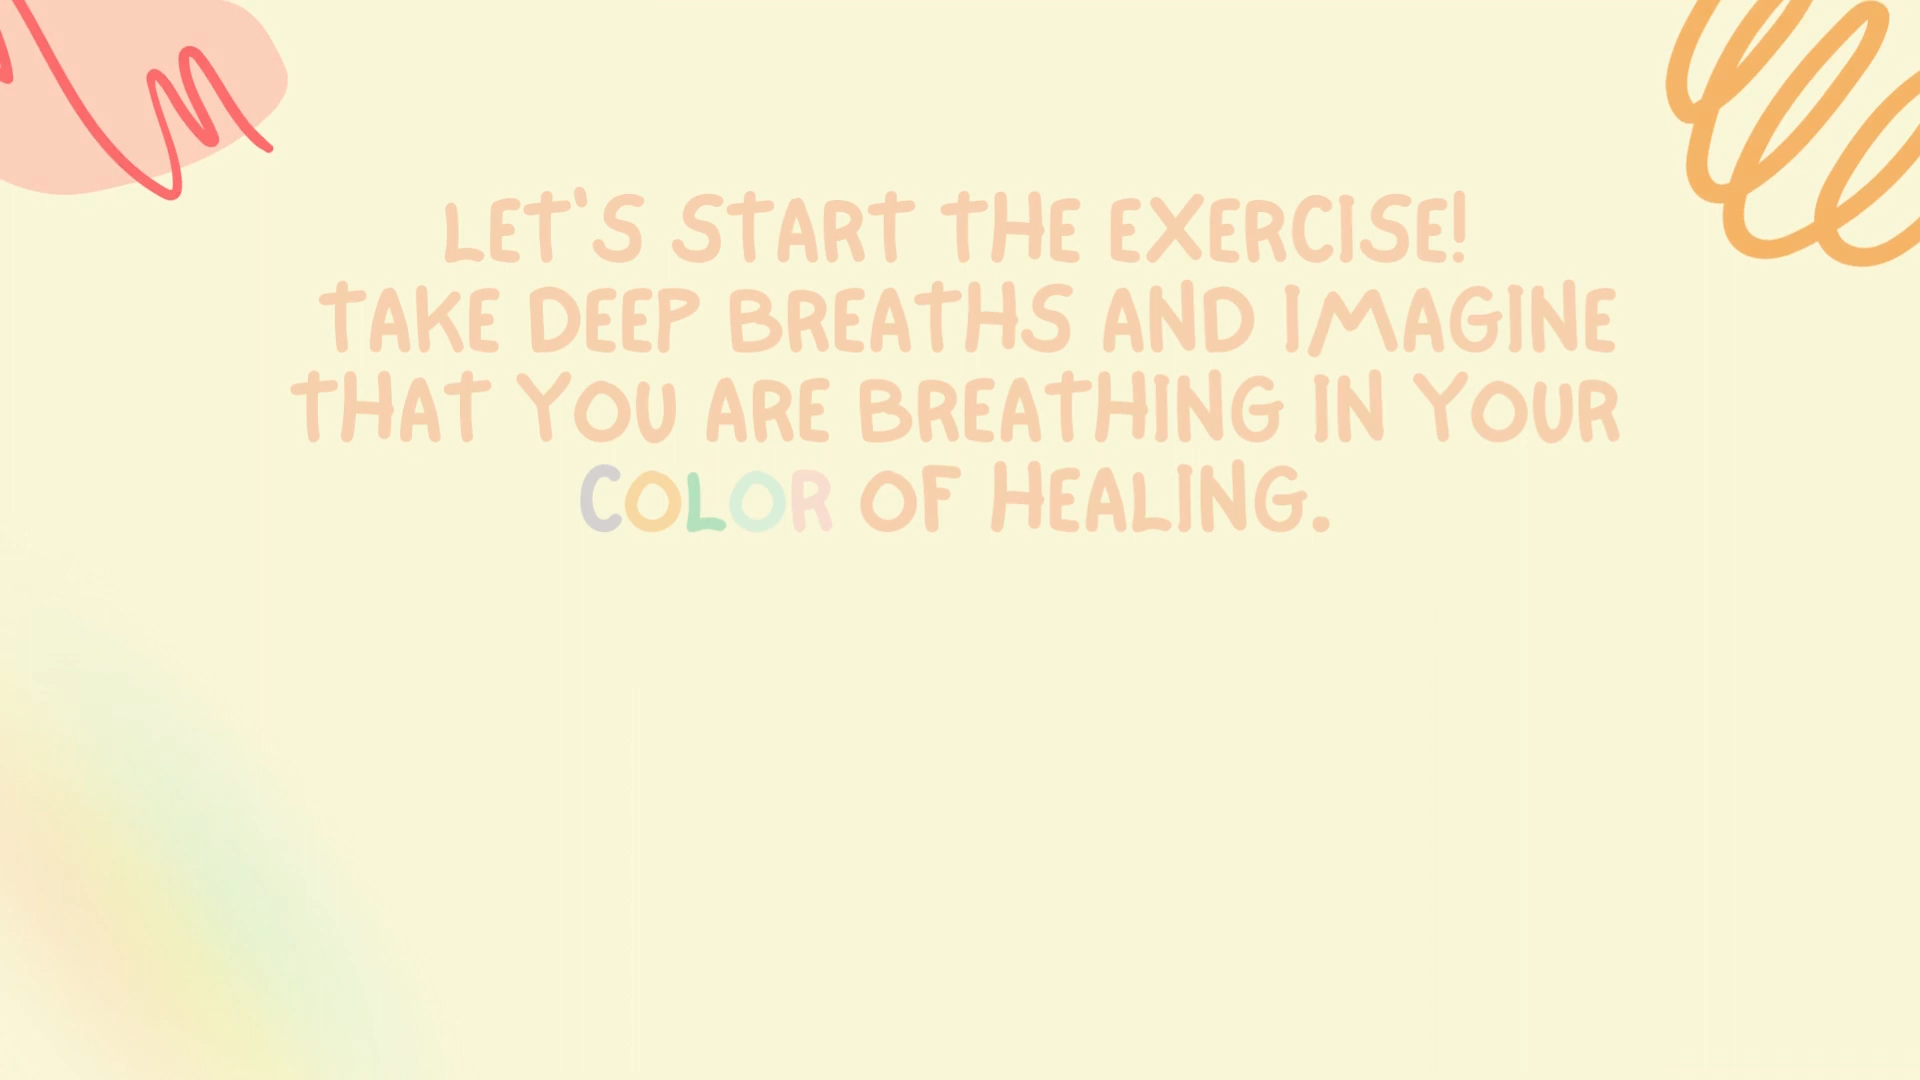 LET'S START THE EXERCISE!
TAKE DEEP BREATHS AND IMAGINE
THAT YOU ARE BREATHING IN YOUR
COLOR OF HEALING.